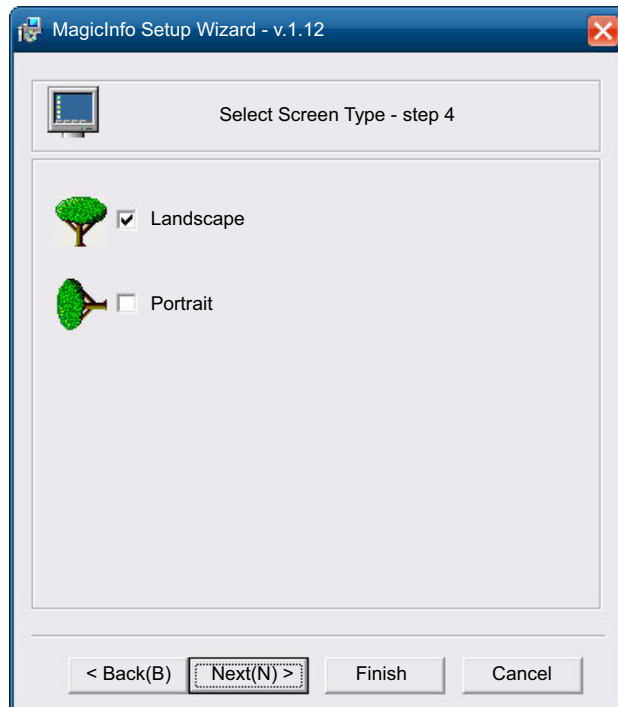 MagicInfo Setup Wizard - v.1.12
Select Screen Type - step 4
Landscape
Portrait
< Back(B) Next(N) > Finish Cancel